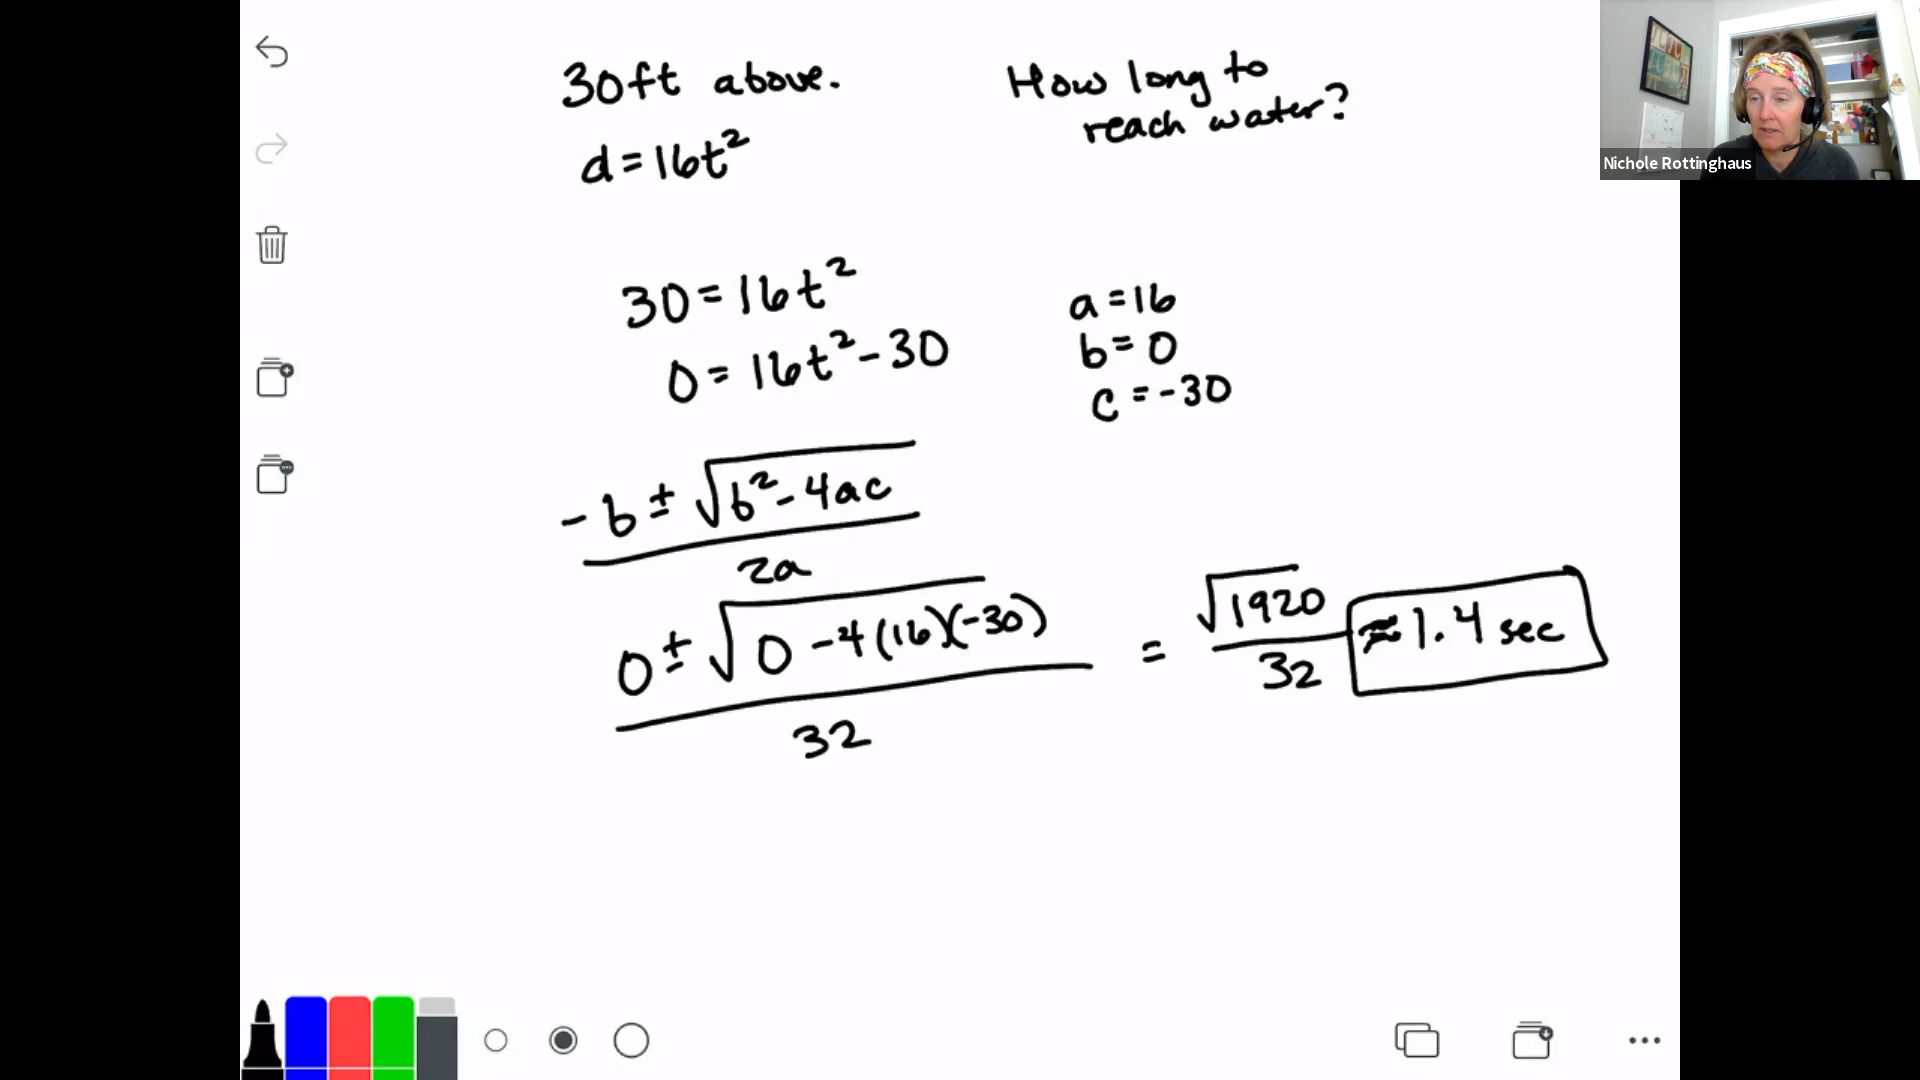 30ft above.
How long to
reach water?
d=16t²
30=16t²
0=16t²-30
a=16
b=0
c=-30
-b±√b²-4ac
2a
0±√0-4(16)(-30)
32
=
√1920
32
≈1.4 sec
Nichole Rottinghaus